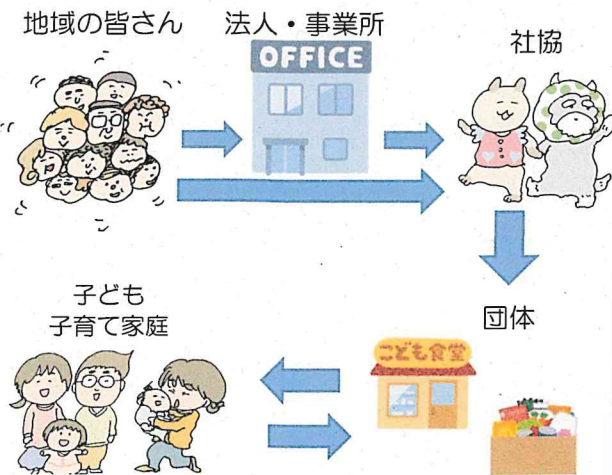 地域の皆さん
法人・事業所
社協
OFFICE
団体
子ども
子育て家庭
こども食堂